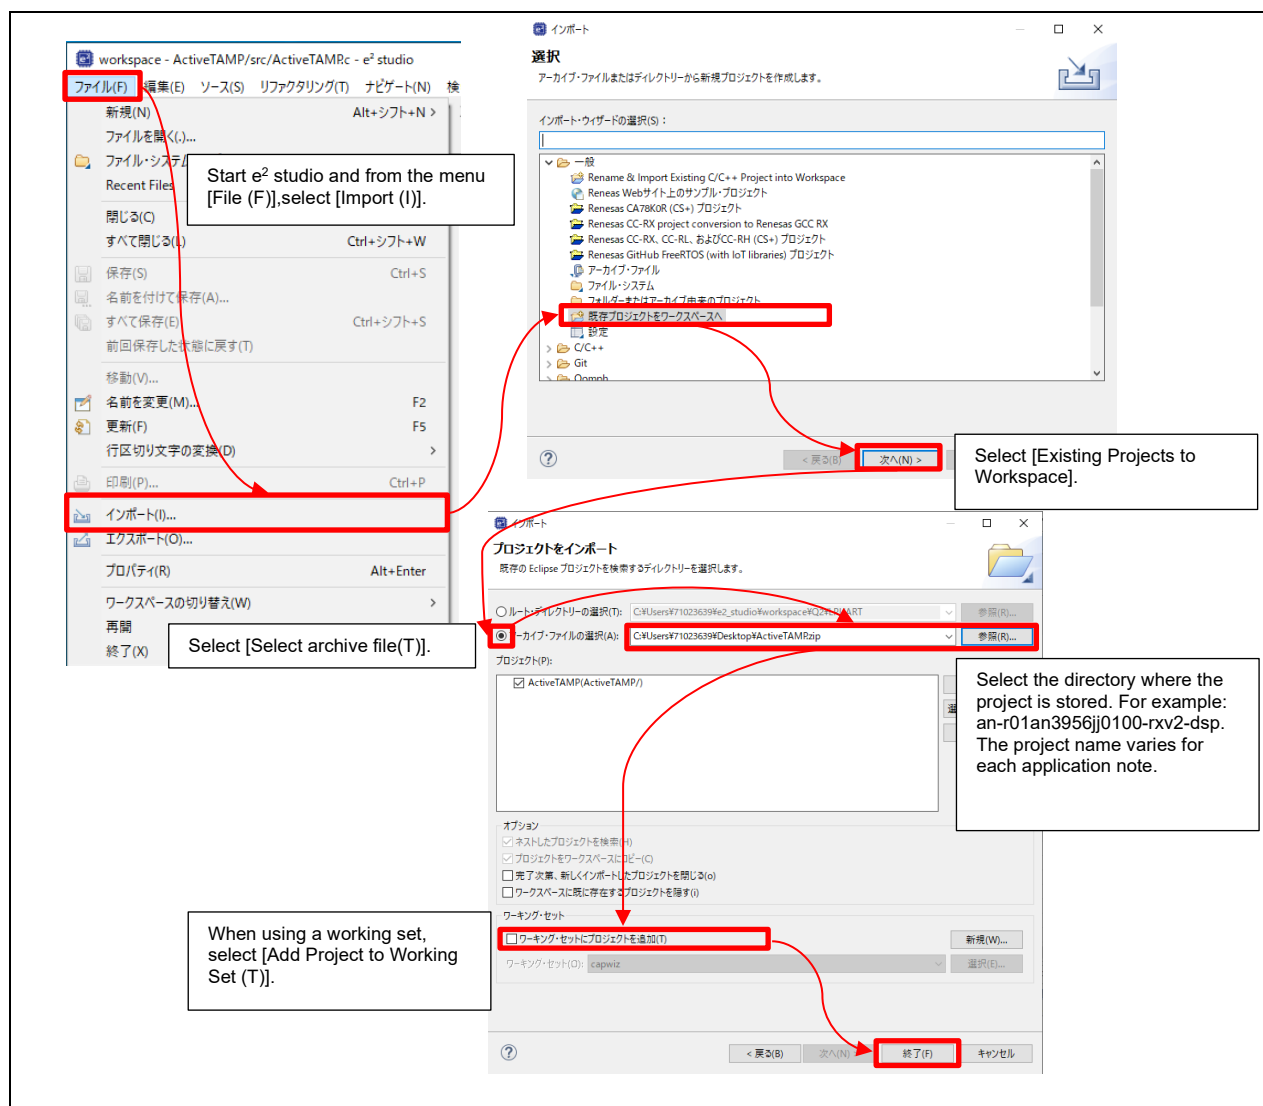 workspace - ActiveTAMP/src/ActiveTAMP.c - e² studio
ファイル(F) 編集(E) ソース(S) リファクタリング(T) ナビゲート(N) 検
新規(N) Alt+シフト+N >
ファイルを開く(.)...
ファイル・システム
Recent Files
閉じる(C)
すべて閉じる(L) Ctrl+シフト+W
保存(S) Ctrl+S
名前を付けて保存(A)...
すべて保存(E) Ctrl+シフト+S
前回保存した状態に戻す(T)
移動(V)...
名前を変更(M)... F2
更新(F) F5
行区切り文字の変換(D) >
印刷(P)... Ctrl+P
インポート(I)...
エクスポート(O)...
プロパティ(R) Alt+Enter
ワークスペースの切り替え(W) >
再開
終了(X)
Start e² studio and from the menu
[File (F)],select [Import (I)].
インポート
選択
アーカイブ・ファイルまたはディレクトリーから新規プロジェクトを作成します。
インポート・ウィザードの選択(S)：
一般
Rename & Import Existing C/C++ Project into Workspace
Reneas Webサイト上のサンプル・プロジェクト
Renesas CA78K0R (CS+) プロジェクト
Renesas CC-RX project conversion to Renesas GCC RX
Renesas CC-RX、CC-RL、およびCC-RH (CS+) プロジェクト
Renesas GitHub FreeRTOS (with IoT libraries) プロジェクト
アーカイブ・ファイル
ファイル・システム
フォルダーまたはアーカイブ由来のプロジェクト
既存プロジェクトをワークスペースへ
設定
> C/C++
> Git
> Oomph
< 戻る(B) 次へ(N) >
Select [Existing Projects to
Workspace].
インポート
プロジェクトをインポート
既存の Eclipse プロジェクトを検索するディレクトリーを選択します。
ルート・ディレクトリーの選択(T): 参照(R)...
アーカイブ・ファイルの選択(A): C:¥Users¥71023639¥Desktop¥ActiveTAMP.zip 参照(R)...
Select [Select archive file(T)].
プロジェクト(P):
ActiveTAMP(ActiveTAMP/)
選
Select the directory where the
project is stored. For example:
an-r01an3956jj0100-rxv2-dsp.
The project name varies for
each application note.
オプション
ネストしたプロジェクトを検索(H)
プロジェクトをワークスペースにコピー(C)
完了次第、新しくインポートしたプロジェクトを閉じる(o)
ワークスペースに既に存在するプロジェクトを隠す(i)
ワーキング・セット
ワーキング・セットにプロジェクトを追加(T) 新規(W)...
ワーキング・セット(O): capwiz 選択(E)...
When using a working set,
select [Add Project to Working
Set (T)].
< 戻る(B) 次へ(N) 終了(F) キャンセル